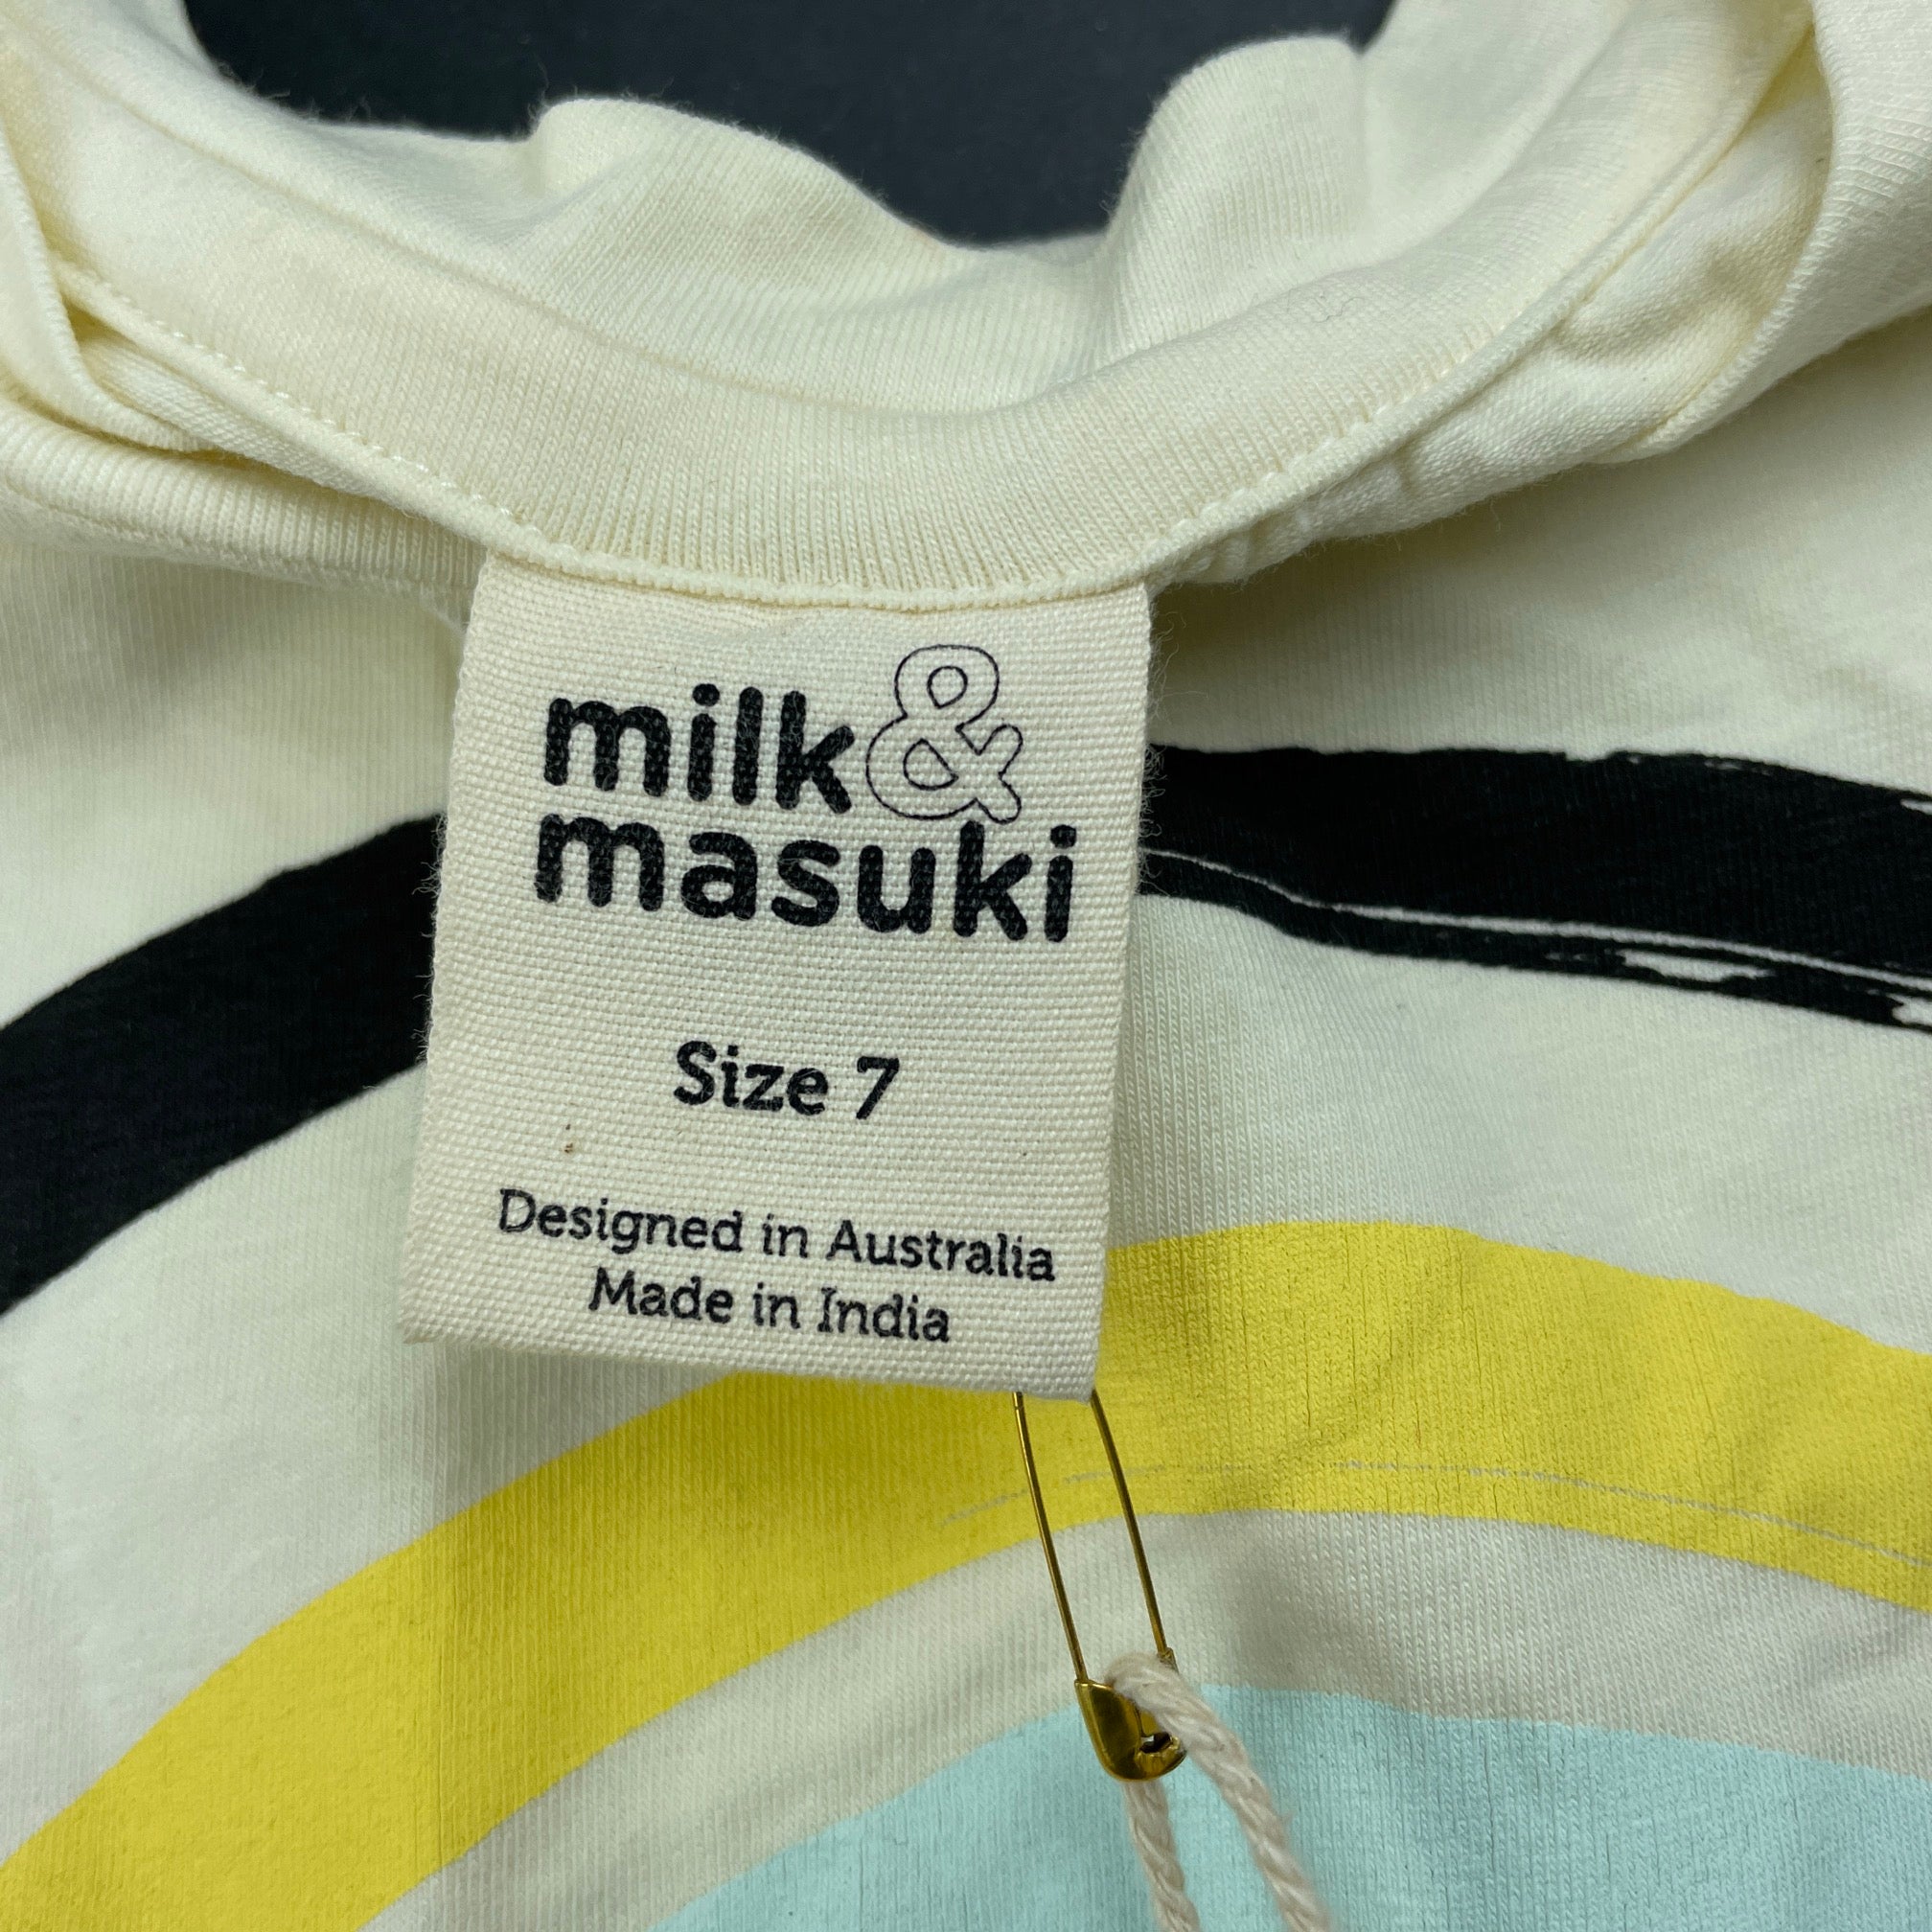 milk&
masuki
Size 7
Designed in Australia
Made in India